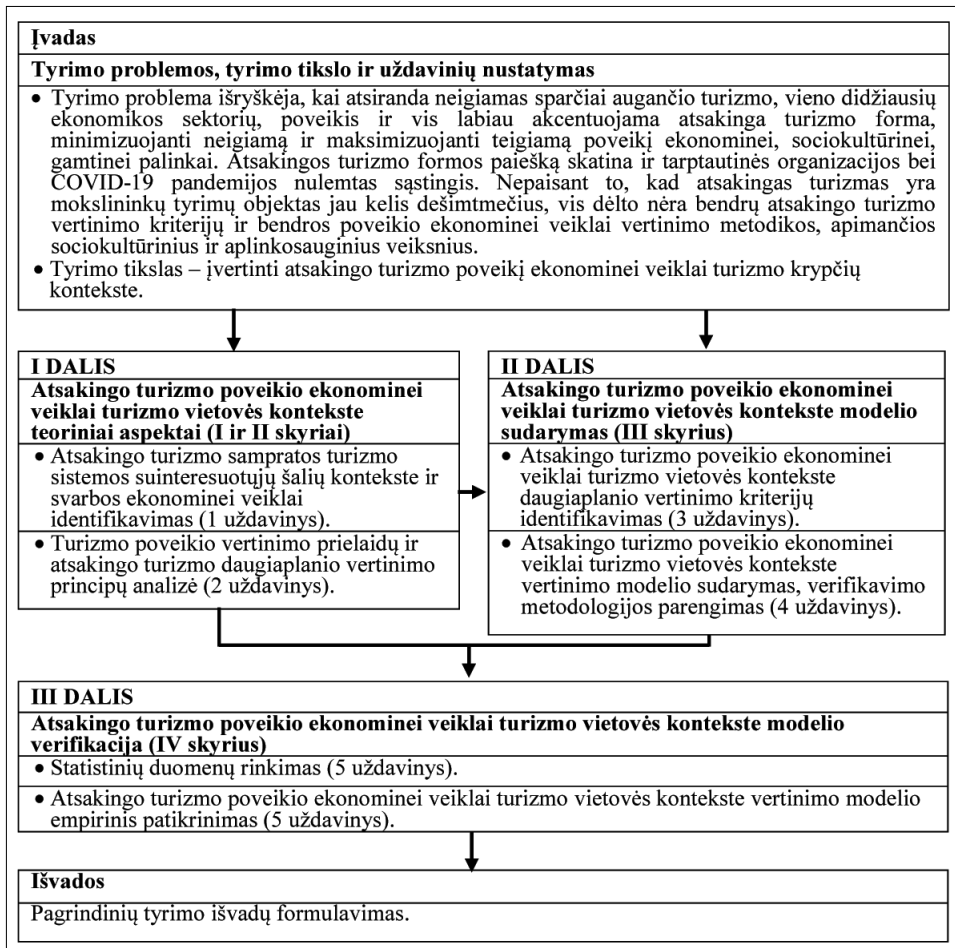 Įvadas
Tyrimo problemos, tyrimo tikslo ir uždavinių nustatymas
• Tyrimo problema išryškėja, kai atsiranda neigiamas sparčiai augančio turizmo, vieno didžiausių
ekonomikos sektorių, poveikis ir vis labiau akcentuojama atsakinga turizmo forma,
minimizuojanti neigiamą ir maksimizuojanti teigiamą poveikį ekonominei, sociokultūrinei,
gamtinei palinkai. Atsakingos turizmo formos paiešką skatina ir tarptautinės organizacijos bei
COVID-19 pandemijos nulemtas sąstingis. Nepaisant to, kad atsakingas turizmas yra
mokslininkų tyrimų objektas jau kelis dešimtmečius, vis dėlto nėra bendrų atsakingo turizmo
vertinimo kriterijų ir bendros poveikio ekonominei veiklai vertinimo metodikos, apimančios
sociokultūrinius ir aplinkosauginius veiksnius.
• Tyrimo tikslas – įvertinti atsakingo turizmo poveikį ekonominei veiklai turizmo krypčių
kontekste.
I DALIS
Atsakingo turizmo poveikio ekonominei
veiklai turizmo vietovės kontekste
teoriniai aspektai (I ir II skyriai)
• Atsakingo turizmo sampratos turizmo
sistemos suinteresuotųjų šalių kontekste ir
svarbos ekonominei veiklai
identifikavimas (1 uždavinys).
• Turizmo poveikio vertinimo prielaidų ir
atsakingo turizmo daugiaplanio vertinimo
principų analizė (2 uždavinys).
II DALIS
Atsakingo turizmo poveikio ekonominei
veiklai turizmo vietovės kontekste modelio
sudarymas (III skyrius)
• Atsakingo turizmo poveikio ekonominei
veiklai turizmo vietovės kontekste
daugiaplanio vertinimo kriterijų
identifikavimas (3 uždavinys).
• Atsakingo turizmo poveikio ekonominei
veiklai turizmo vietovės kontekste
vertinimo modelio sudarymas, verifikavimo
metodologijos parengimas (4 uždavinys).
III DALIS
Atsakingo turizmo poveikio ekonominei veiklai turizmo vietovės kontekste modelio
verifikacija (IV skyrius)
• Statistinių duomenų rinkimas (5 uždavinys).
• Atsakingo turizmo poveikio ekonominei veiklai turizmo vietovės kontekste vertinimo modelio
empirinis patikrinimas (5 uždavinys).
Išvados
Pagrindinių tyrimo išvadų formulavimas.